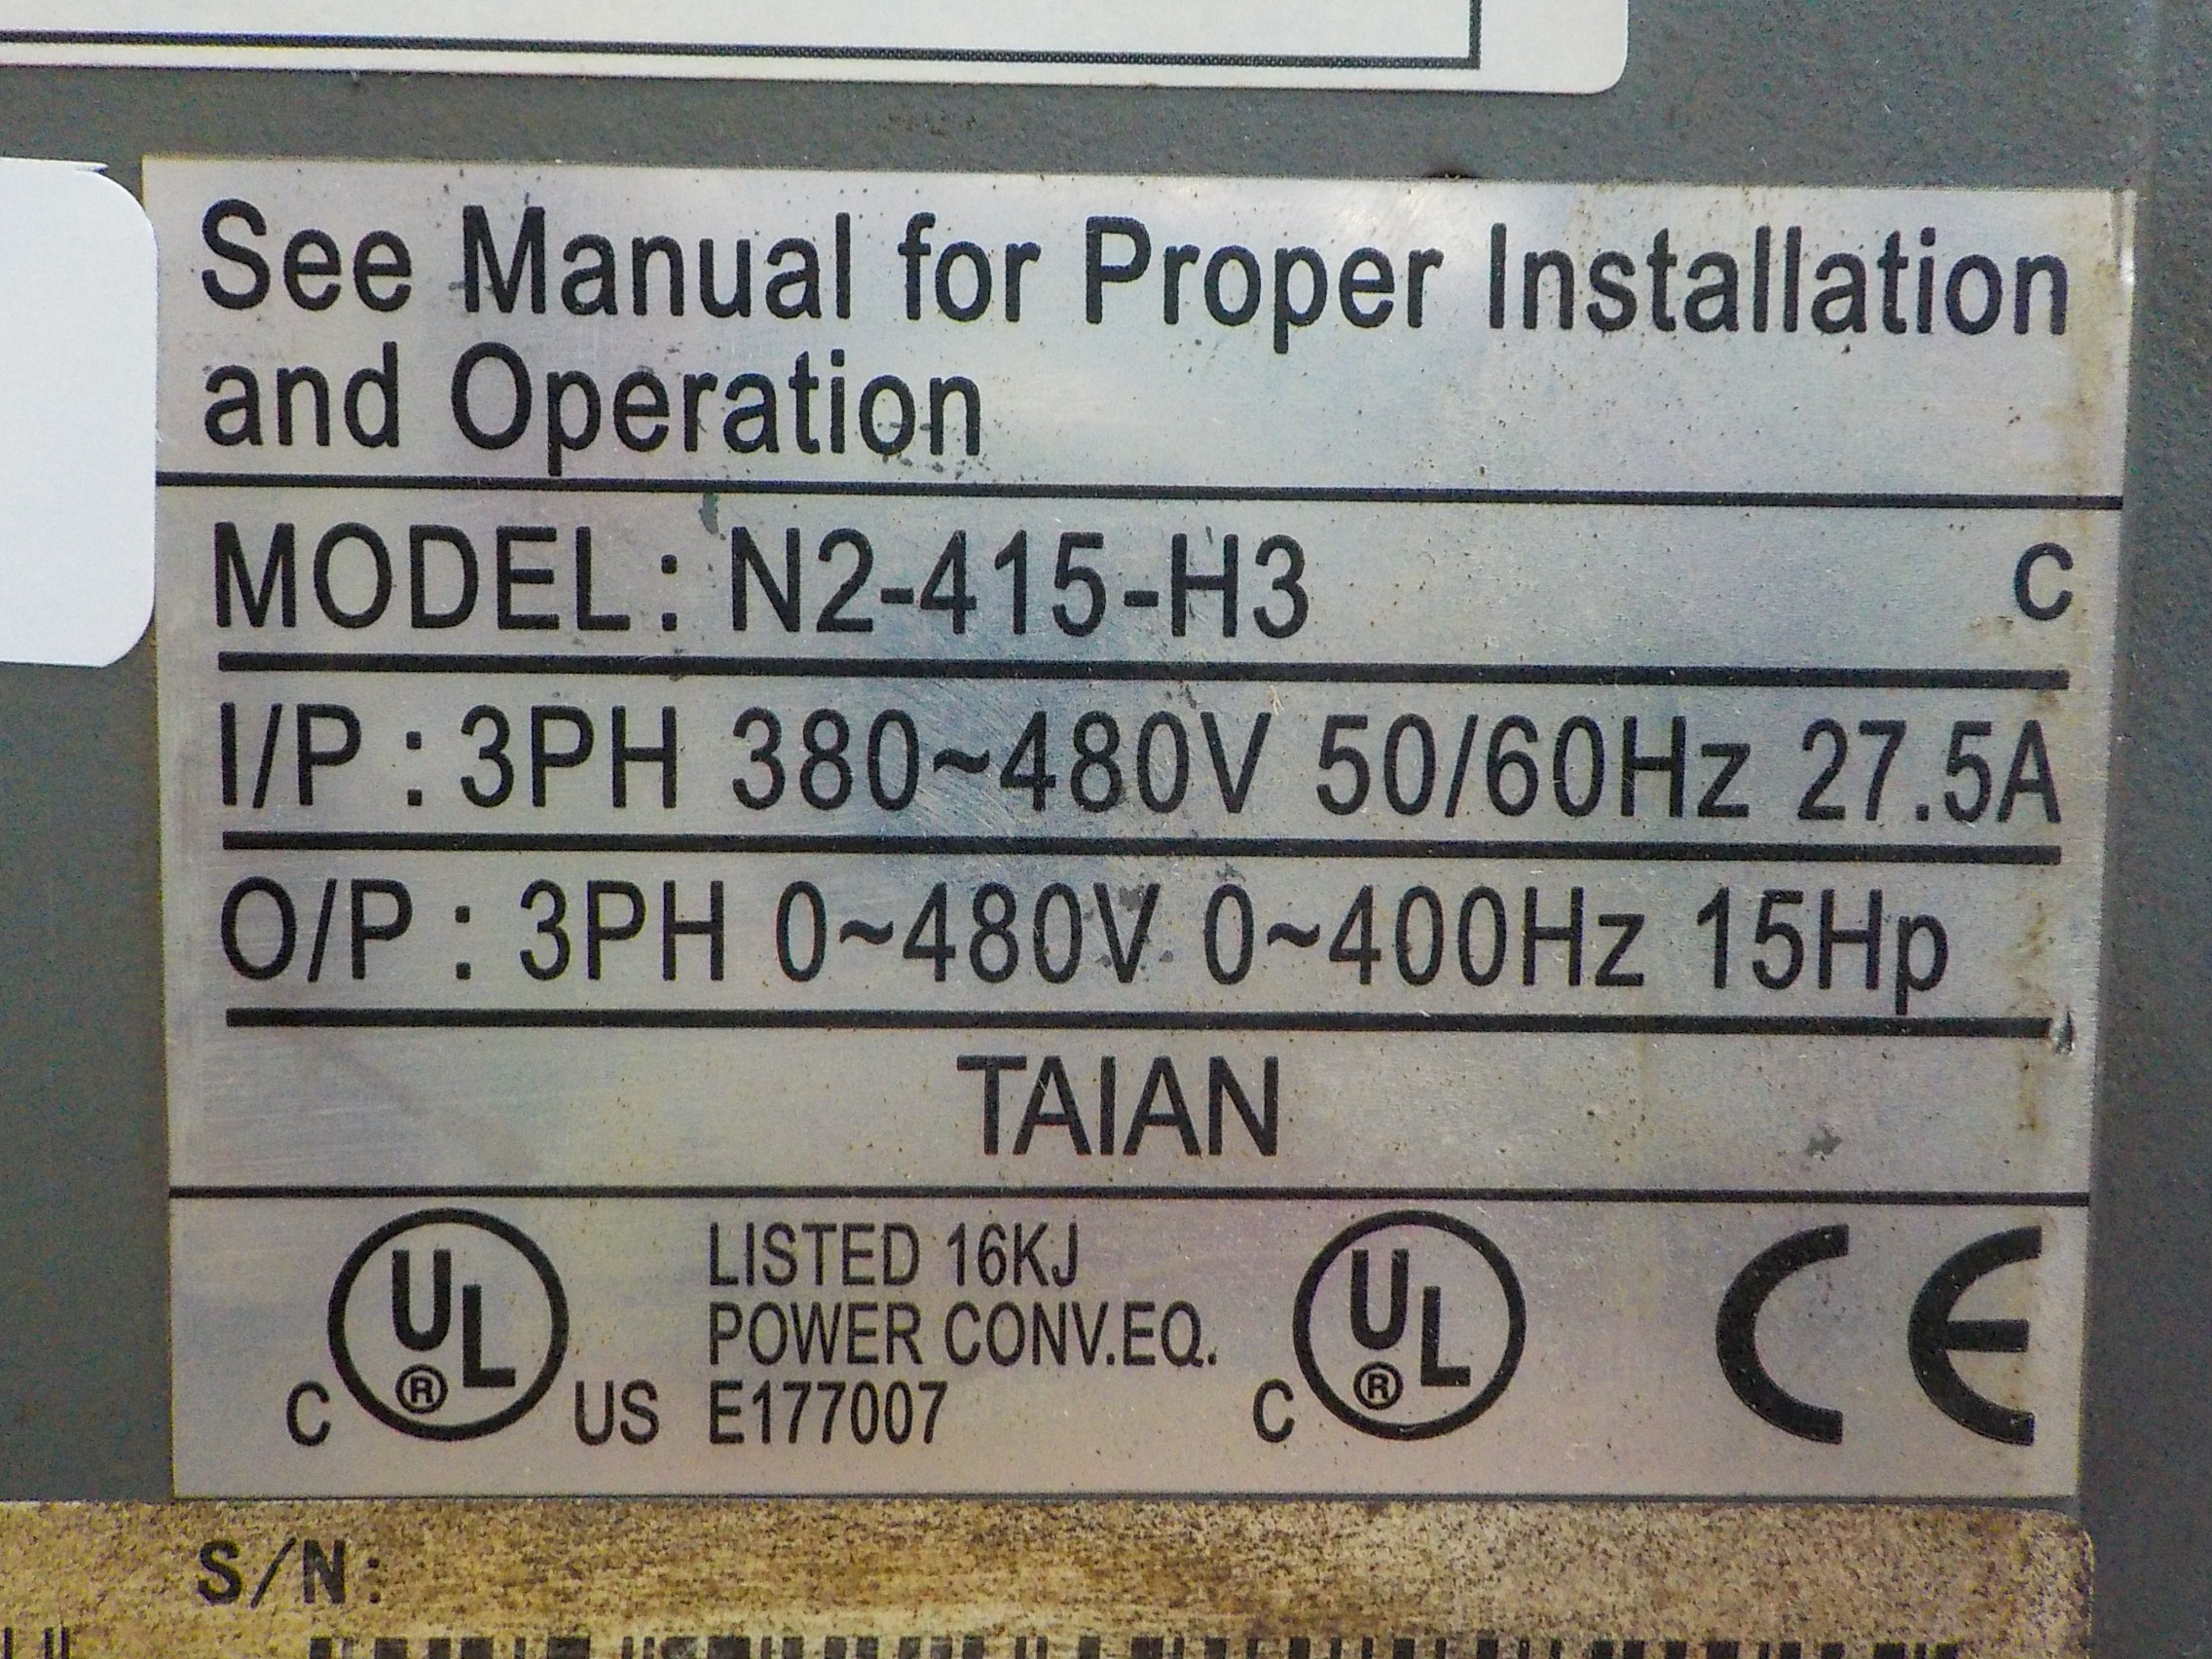 See Manual for Proper Installation
and Operation
MODEL: N2-415-H3 C
I/P : 3PH 380~480V 50/60Hz 27.5A
O/P : 3PH 0~480V 0~400Hz 15Hp
TAIAN
C UL ® US LISTED 16KJ
POWER CONV.EQ.
E177007
C UL ® CE
S/N: